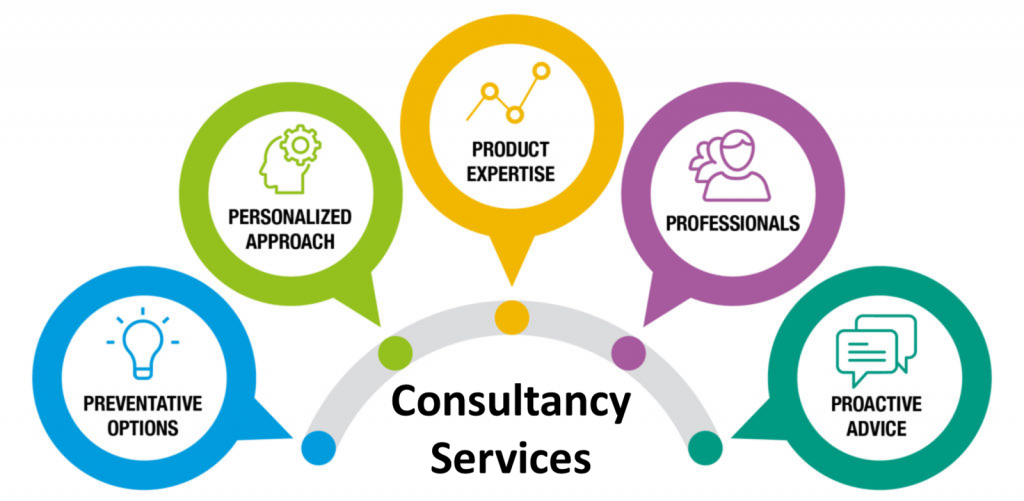 PREVENTATIVE
OPTIONS
PERSONALIZED
APPROACH
PRODUCT
EXPERTISE
PROFESSIONALS
PROACTIVE
ADVICE
Consultancy
Services